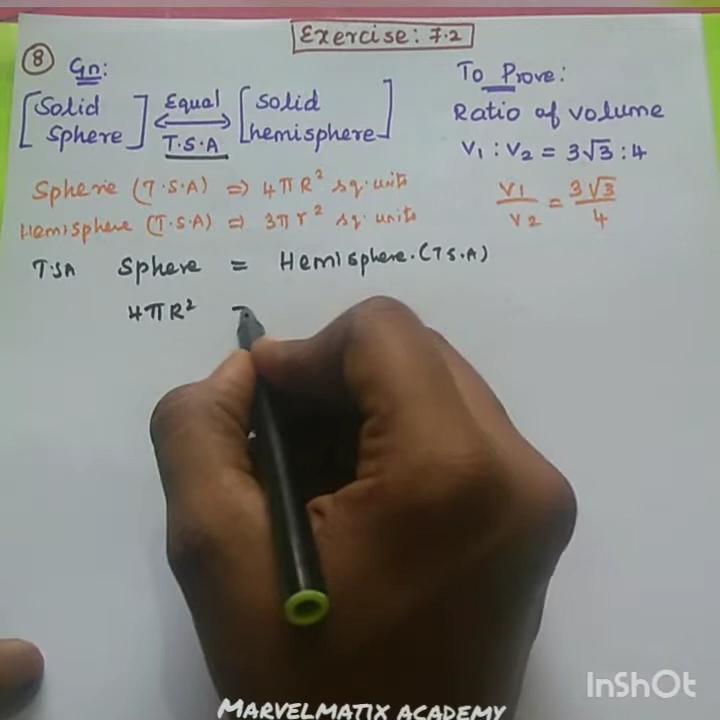 Exercise: 7.2
8 Gn:
[Solid Sphere] Equal T.S.A [Solid hemisphere]
To Prove:
Ratio of volume
V1 : V2 = 3√3 : 4
V1/V2 = 3√3/4
Sphere (T.S.A) => 4πR² sq. units
Hemisphere (T.S.A) => 3πr² sq. units
T.S.A Sphere = Hemisphere. (T.S.A)
4πR² =
InShOt
MARVELMATIX ACADEMY